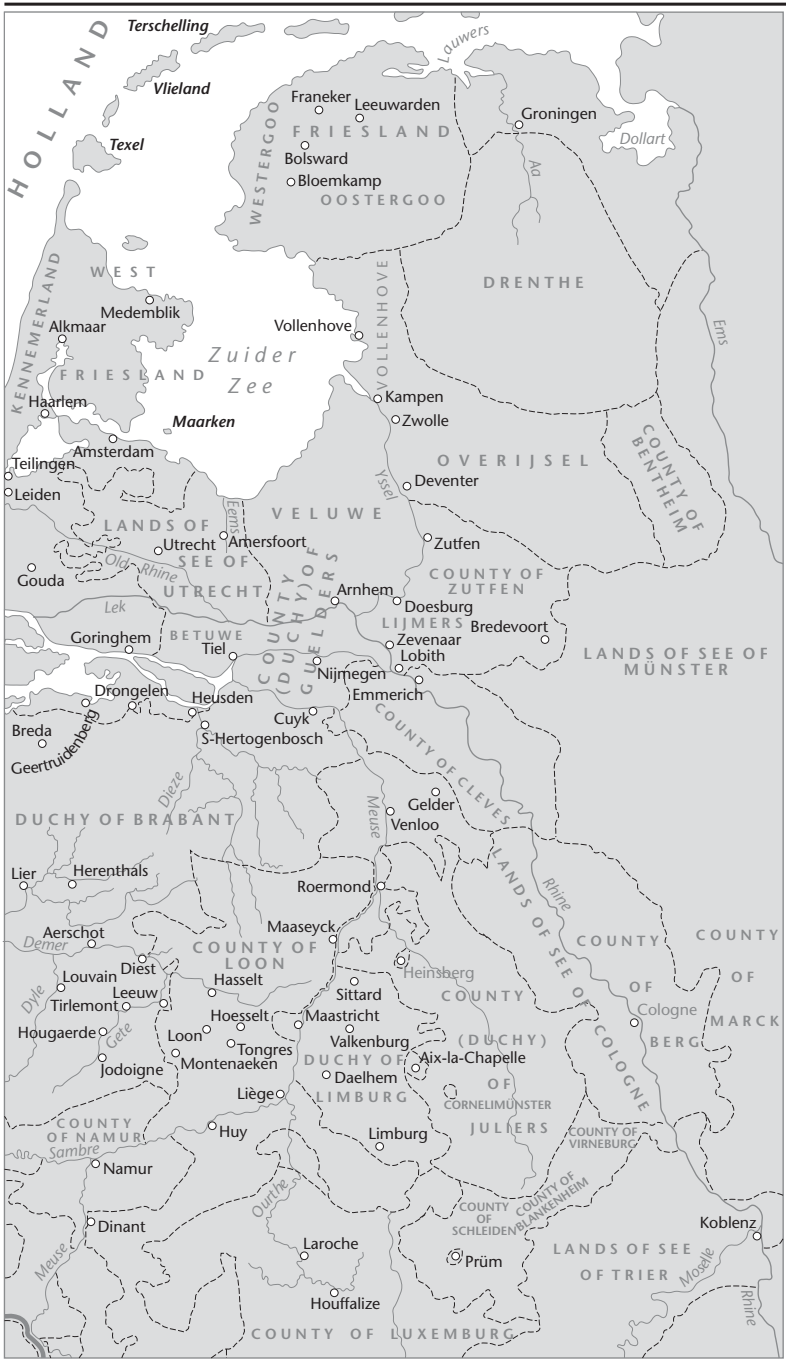 Terschelling
HOLLAND
Lauwers
Vlieland
Franeker
Leeuwarden
Groningen
FRIESLAND
Dollart
Texel
Bolsward
WESTERGOO
Aa
Bloemkamp
OOSTERGOO
WEST
DRENTHE
KENNEMERLAND
Medemblik
VOLLENHOVE
Alkmaar
Vollenhove
Ems
Zuider
Zee
FRIESLAND
Haarlem
Kampen
Maarken
Zwolle
Amsterdam
COUNTY OF
BENTHEIM
Teilingen
OVERIJSEL
Leiden
Yssel
Deventer
Eems
VELUWE
LANDS OF
Utrecht
Amersfoort
Zutfen
SEE OF
Old Rhine
Gouda
UTRECHT
COUNTY
(DUCHY) OF
GUELDERS
COUNTY OF
ZUTFEN
Arnhem
Lek
Doesburg
LIJMERS
Bredevoort
Goringhem
BETUWE
Zevenaar
Tiel
Lobith
LANDS OF SEE OF
MÜNSTER
Nijmegen
Emmerich
Drongelen
Heusden
Cuyk
Breda
S-Hertogenbosch
Geertruidenberg
COUNTY OF CLEVES
Dieze
Meuse
Gelder
DUCHY OF BRABANT
Venloo
Lier
Herenthals
Roermond
Rhine
LANDS OF SEE OF COLOGNE
Aerschot
Maaseyck
Demer
COUNTY OF
LOON
COUNTY
OF
BERG
COUNTY
OF
MARCK
Diest
Heinsberg
Louvain
Hasselt
Sittard
Dyle
Leeuw
COUNTY
Tirlemont
Hoesselt
Maastricht
Cologne
Hougaerde
Gete
Loon
Valkenburg
(DUCHY)
Tongres
Jodoigne
Montenaeken
DUCHY OF
LIMBURG
Aix-la-Chapelle
Daelhem
OF
Liège
CORNELIMÜNSTER
COUNTY
OF NAMUR
Huy
Limburg
JULIERS
COUNTY OF
VIRNEBURG
Sambre
Namur
Ourthe
COUNTY
OF
SCHLEIDEN
COUNTY OF
BLANKENHEIM
Dinant
Koblenz
Laroche
LANDS OF SEE
OF TRIER
Meuse
Prüm
Moselle
Houffalize
Rhine
COUNTY OF LUXEMBURG